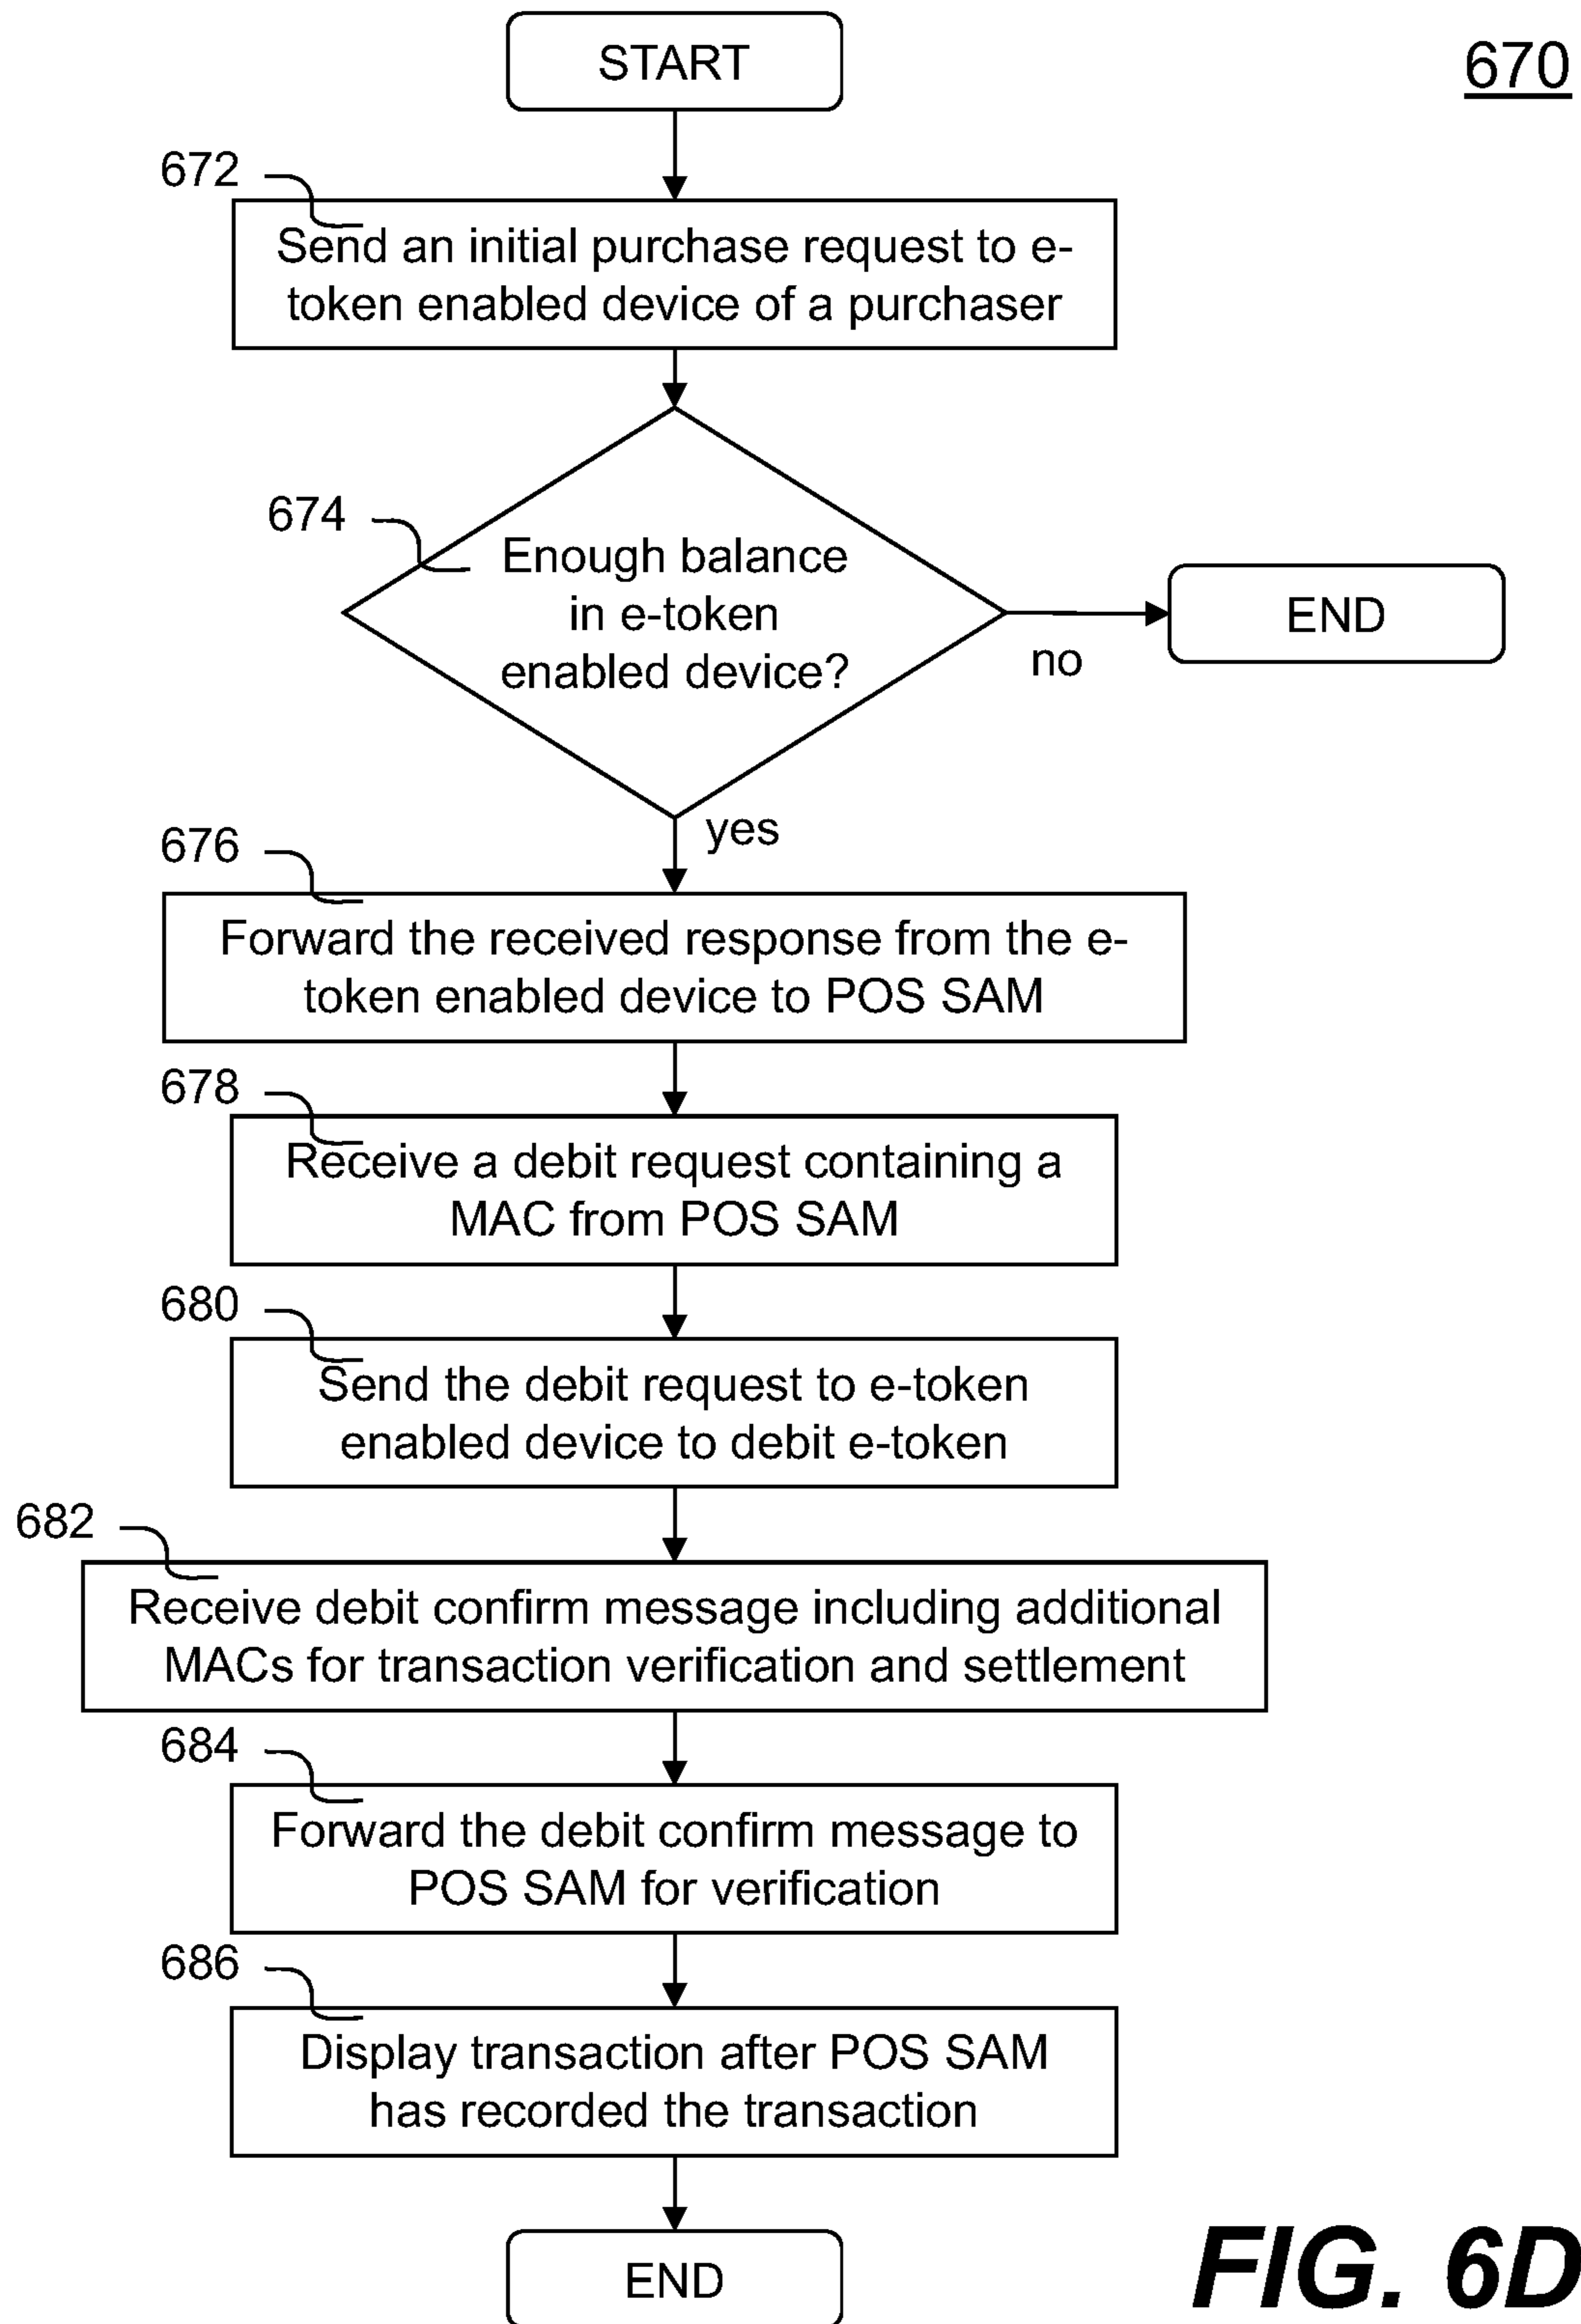 START
670
672
Send an initial purchase request to e-
token enabled device of a purchaser
674
Enough balance
in e-token
enabled device?
no
END
yes
676
Forward the received response from the e-
token enabled device to POS SAM
678
Receive a debit request containing a
MAC from POS SAM
680
Send the debit request to e-token
enabled device to debit e-token
682
Receive debit confirm message including additional
MACs for transaction verification and settlement
684
Forward the debit confirm message to
POS SAM for verification
686
Display transaction after POS SAM
has recorded the transaction
END
FIG. 6D